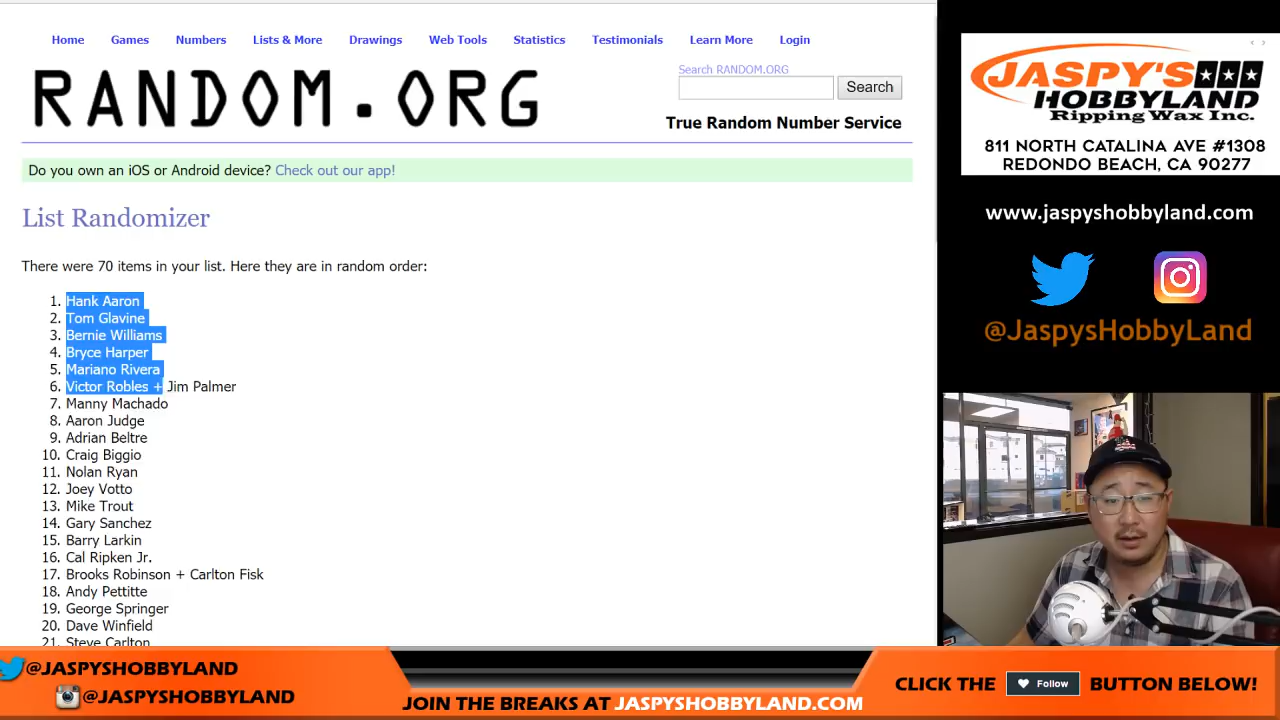 Home Games Numbers Lists & More Drawings Web Tools Statistics Testimonials Learn More Login
RANDOM.ORG
Search RANDOM.ORG
Search
True Random Number Service
Do you own an iOS or Android device? Check out our app!
List Randomizer
There were 70 items in your list. Here they are in random order:
1. Hank Aaron
2. Tom Glavine
3. Bernie Williams
4. Bryce Harper
5. Mariano Rivera
6. Victor Robles + Jim Palmer
7. Manny Machado
8. Aaron Judge
9. Adrian Beltre
10. Craig Biggio
11. Nolan Ryan
12. Joey Votto
13. Mike Trout
14. Gary Sanchez
15. Barry Larkin
16. Cal Ripken Jr.
17. Brooks Robinson + Carlton Fisk
18. Andy Pettitte
19. George Springer
20. Dave Winfield
21. Steve Carlton
JASPY'S
HOBBYLAND
Ripping Wax Inc.
811 NORTH CATALINA AVE #1308
REDONDO BEACH, CA 90277
www.jaspyshobbyland.com
@JaspysHobbyLand
@JASPYSHOBBYLAND
@JASPYSHOBBYLAND
JOIN THE BREAKS AT JASPYSHOBBYLAND.COM
CLICK THE Follow BUTTON BELOW!